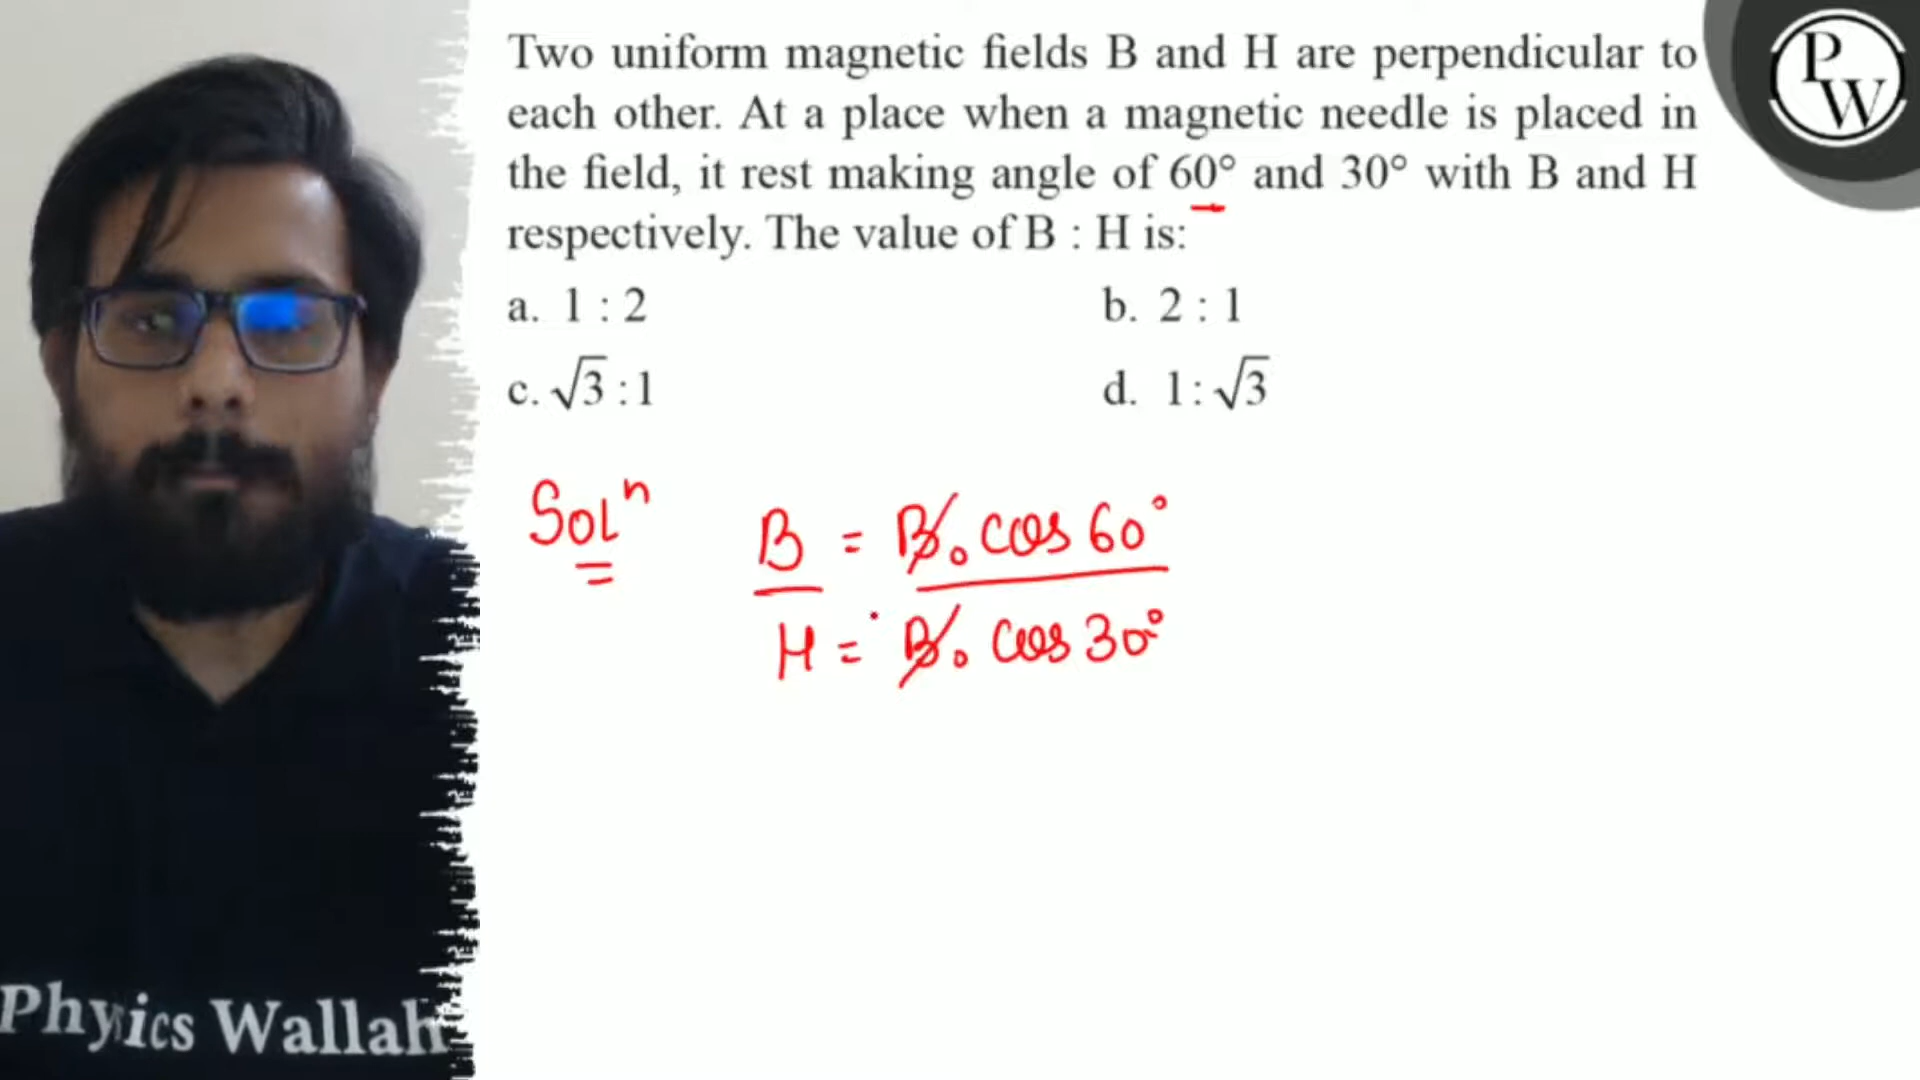 Two uniform magnetic fields B and H are perpendicular to
each other. At a place when a magnetic needle is placed in
the field, it rest making angle of 60° and 30° with B and H
respectively. The value of B : H is:
a. 1 : 2
b. 2 : 1
c. √3 : 1
d. 1 : √3
Solⁿ
B = B₀ cos 60°
H = B₀ cos 30°
PW
Physics Wallah